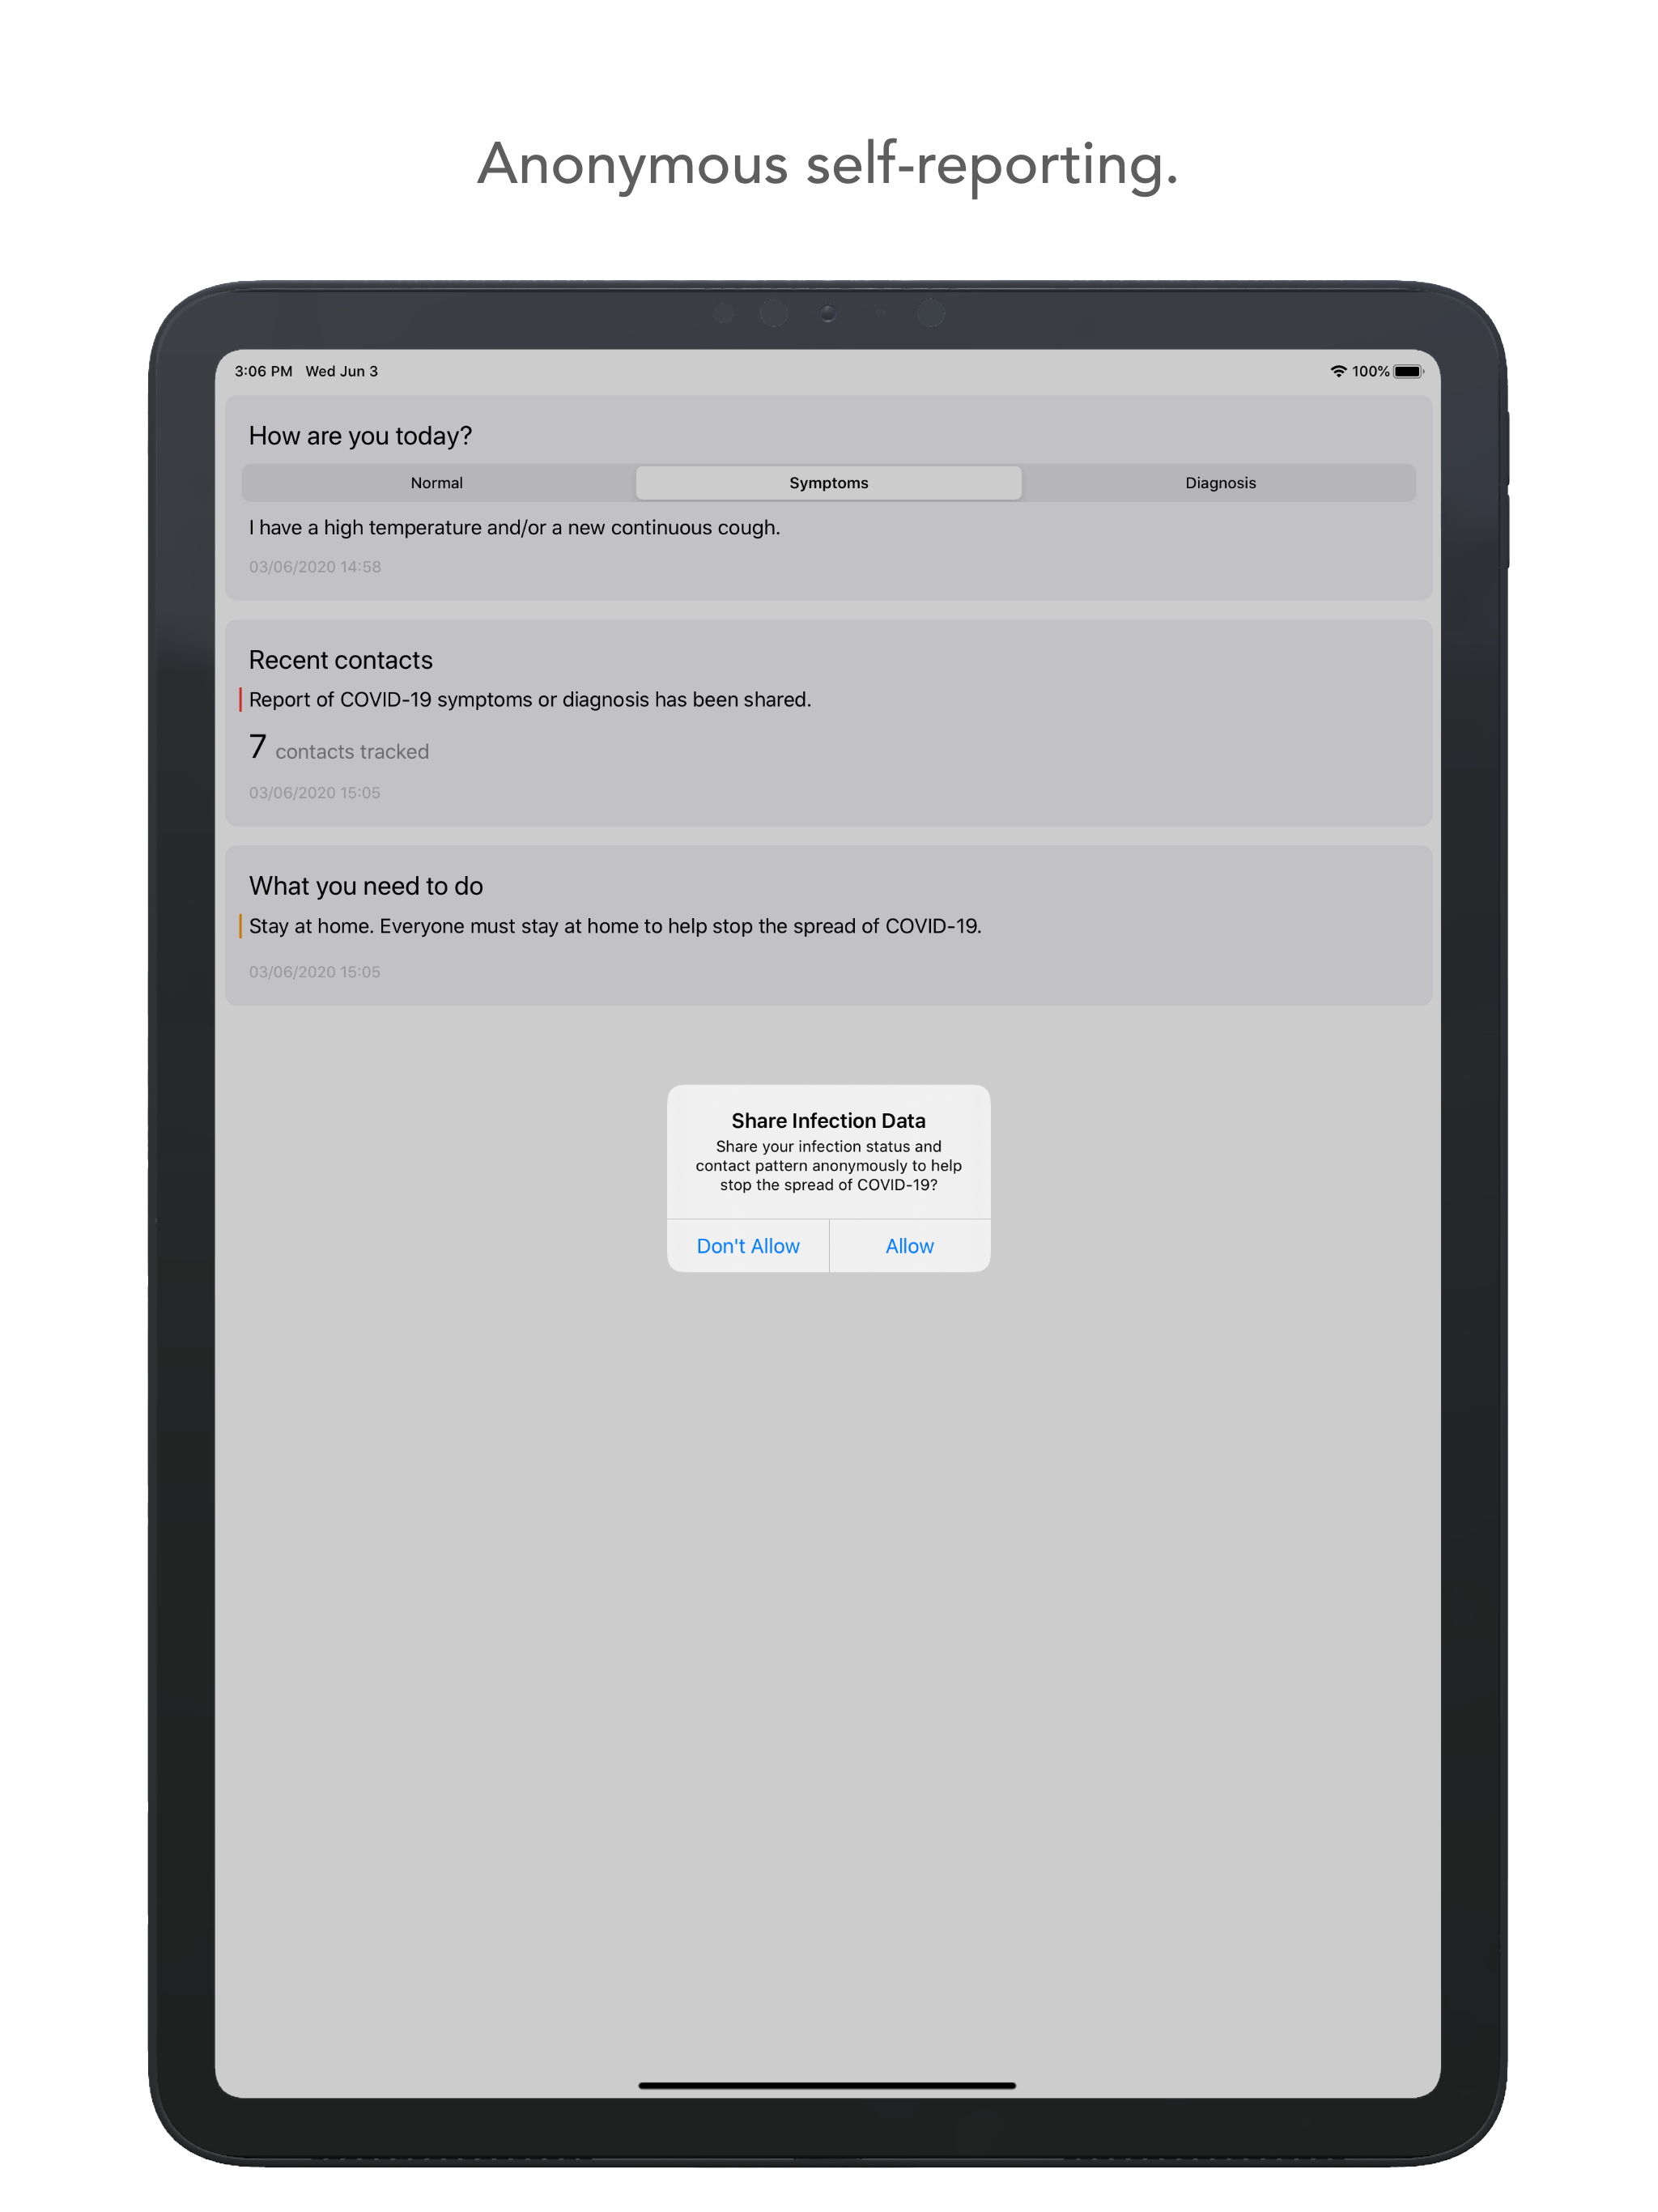 Anonymous self-reporting.
3:06 PM Wed Jun 3
100%
How are you today?
Normal
Symptoms
Diagnosis
I have a high temperature and/or a new continuous cough.
03/06/2020 14:58
Recent contacts
Report of COVID-19 symptoms or diagnosis has been shared.
7 contacts tracked
03/06/2020 15:05
What you need to do
Stay at home. Everyone must stay at home to help stop the spread of COVID-19.
03/06/2020 15:05
Share Infection Data
Share your infection status and
contact pattern anonymously to help
stop the spread of COVID-19?
Don't Allow
Allow